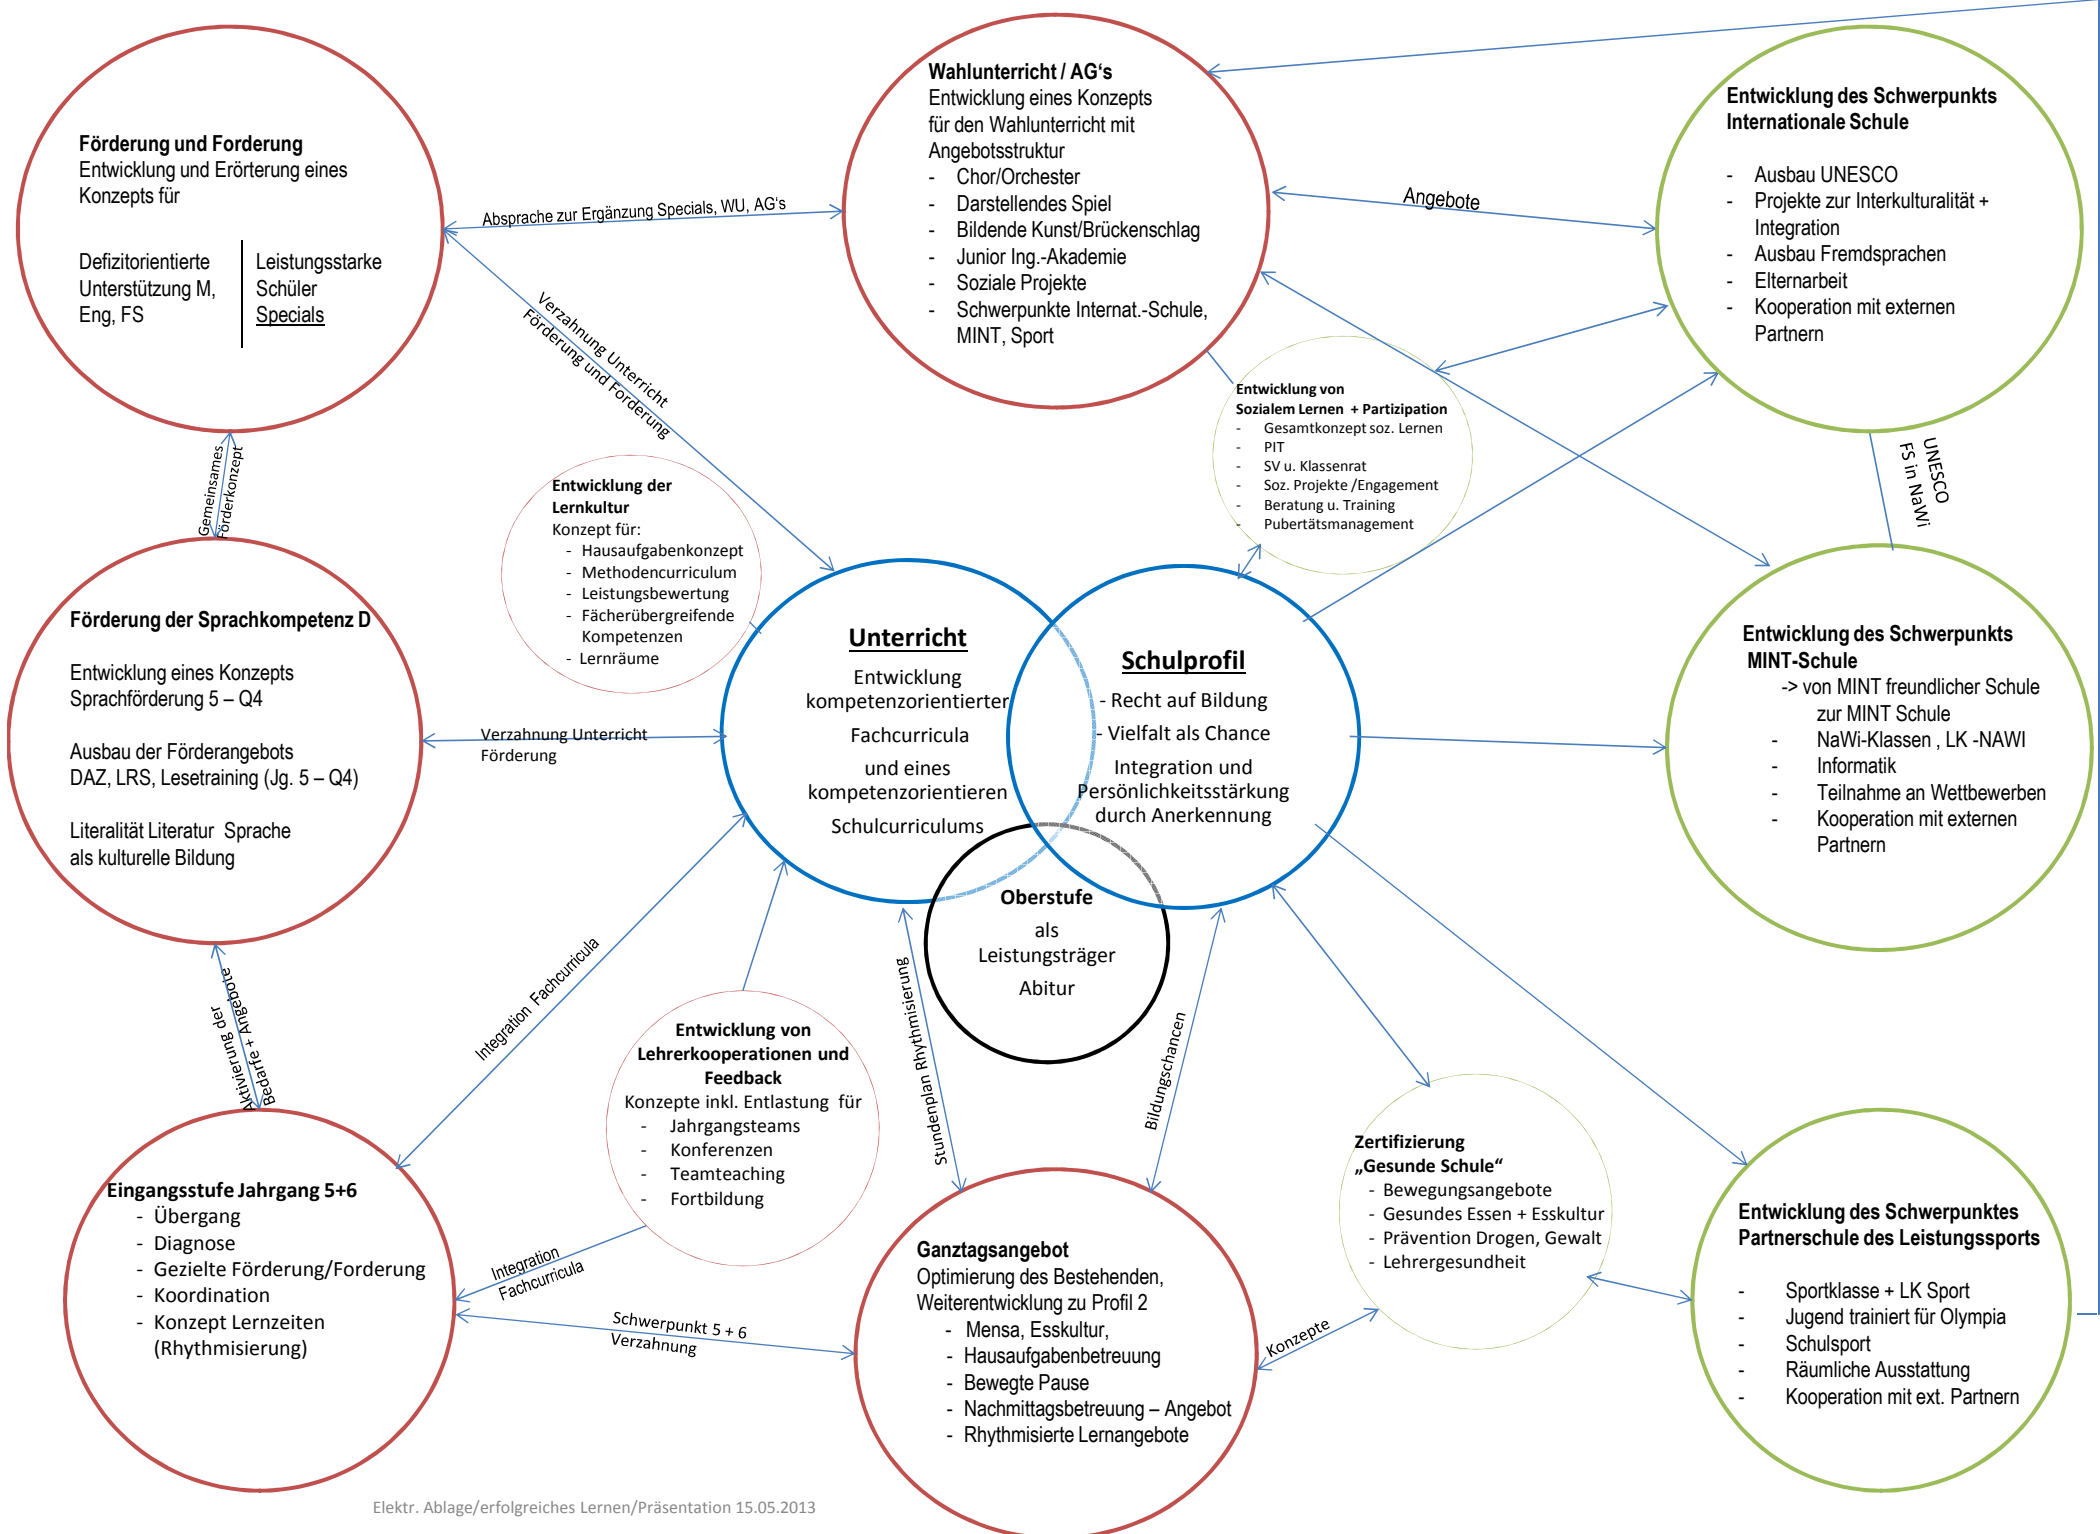 Förderung und Forderung
Entwicklung und Erörterung eines
Konzepts für
Defizitorientierte
Unterstützung M,
Eng, FS
Leistungsstarke
Schüler
Specials
Absprache zur Ergänzung Specials, WU, AG's
Wahlunterricht / AG's
Entwicklung eines Konzepts
für den Wahlunterricht mit
Angebotsstruktur
- Chor/Orchester
- Darstellendes Spiel
- Bildende Kunst/Brückenschlag
- Junior Ing.-Akademie
- Soziale Projekte
- Schwerpunkte Internat.-Schule,
MINT, Sport
Angebote
Entwicklung des Schwerpunkts
Internationale Schule
- Ausbau UNESCO
- Projekte zur Interkulturalität +
Integration
- Ausbau Fremdsprachen
- Elternarbeit
- Kooperation mit externen
Partnern
Verzahnung Unterricht
Förderung und Forderung
Entwicklung von
Sozialem Lernen + Partizipation
- Gesamtkonzept soz. Lernen
- PIT
- SV u. Klassenrat
- Soz. Projekte /Engagement
- Beratung u. Training
- Pubertätsmanagement
UNESCO
FS in NaWi
Gemeinsames
Förderkonzept
Entwicklung der
Lernkultur
Konzept für:
- Hausaufgabenkonzept
- Methodencurriculum
- Leistungsbewertung
- Fächerübergreifende
Kompetenzen
- Lernräume
Förderung der Sprachkompetenz D
Entwicklung eines Konzepts
Sprachförderung 5 – Q4
Ausbau der Förderangebots
DAZ, LRS, Lesetraining (Jg. 5 – Q4)
Literalität Literatur Sprache
als kulturelle Bildung
Verzahnung Unterricht
Förderung
Unterricht
Entwicklung
kompetenzorientierter
Fachcurricula
und eines
kompetenzorientieren
Schulcurriculums
Schulprofil
- Recht auf Bildung
- Vielfalt als Chance
Integration und
Persönlichkeitsstärkung
durch Anerkennung
Entwicklung des Schwerpunkts
MINT-Schule
-> von MINT freundlicher Schule
zur MINT Schule
- NaWi-Klassen , LK -NAWI
- Informatik
- Teilnahme an Wettbewerben
- Kooperation mit externen
Partnern
Oberstufe
als
Leistungsträger
Abitur
Aktivierung der
Bedarfe + Angebote
Integration Fachcurricula
Entwicklung von
Lehrerkooperationen und
Feedback
Konzepte inkl. Entlastung für
- Jahrgangsteams
- Konferenzen
- Teamteaching
- Fortbildung
Stundenplan Rhythmisierung
Bildungschancen
Eingangsstufe Jahrgang 5+6
- Übergang
- Diagnose
- Gezielte Förderung/Forderung
- Koordination
- Konzept Lernzeiten
(Rhythmisierung)
Integration
Fachcurricula
Schwerpunkt 5 + 6
Verzahnung
Ganztagsangebot
Optimierung des Bestehenden,
Weiterentwicklung zu Profil 2
- Mensa, Esskultur,
- Hausaufgabenbetreuung
- Bewegte Pause
- Nachmittagsbetreuung – Angebot
- Rhythmisierte Lernangebote
Konzepte
Zertifizierung
„Gesunde Schule“
- Bewegungsangebote
- Gesundes Essen + Esskultur
- Prävention Drogen, Gewalt
- Lehrergesundheit
Entwicklung des Schwerpunktes
Partnerschule des Leistungssports
- Sportklasse + LK Sport
- Jugend trainiert für Olympia
- Schulsport
- Räumliche Ausstattung
- Kooperation mit ext. Partnern
Elektr. Ablage/erfolgreiches Lernen/Präsentation 15.05.2013